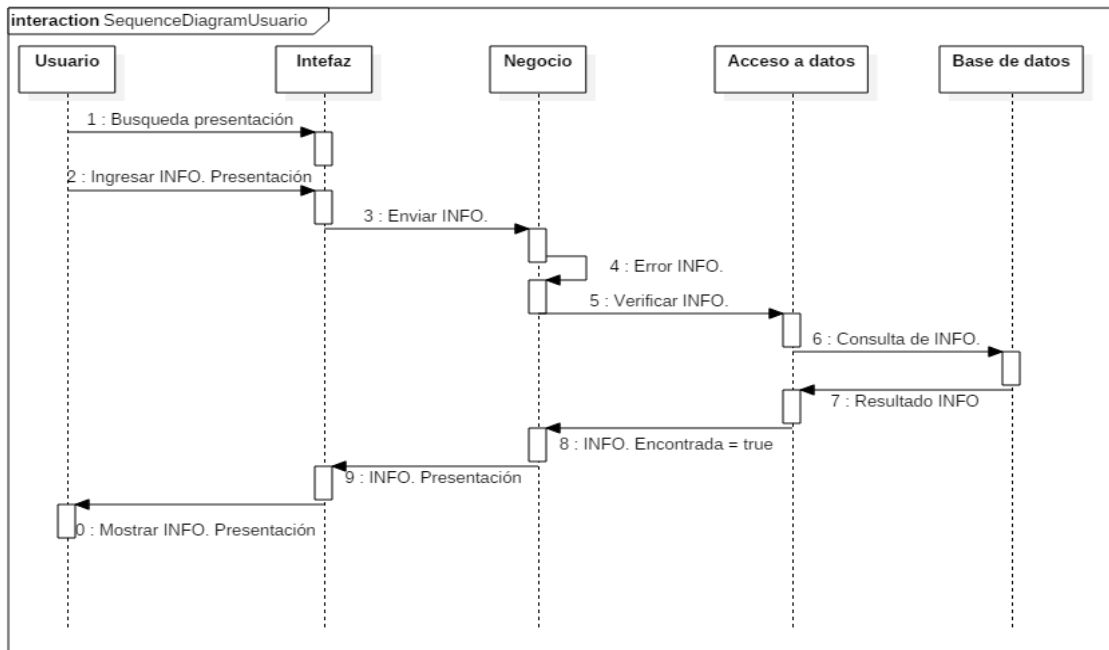 interaction SequenceDiagramUsuario
Usuario
Intefaz
Negocio
Acceso a datos
Base de datos
1 : Busqueda presentación
2 : Ingresar INFO. Presentación
3 : Enviar INFO.
4 : Error INFO.
5 : Verificar INFO.
6 : Consulta de INFO.
7 : Resultado INFO
8 : INFO. Encontrada = true
9 : INFO. Presentación
0 : Mostrar INFO. Presentación